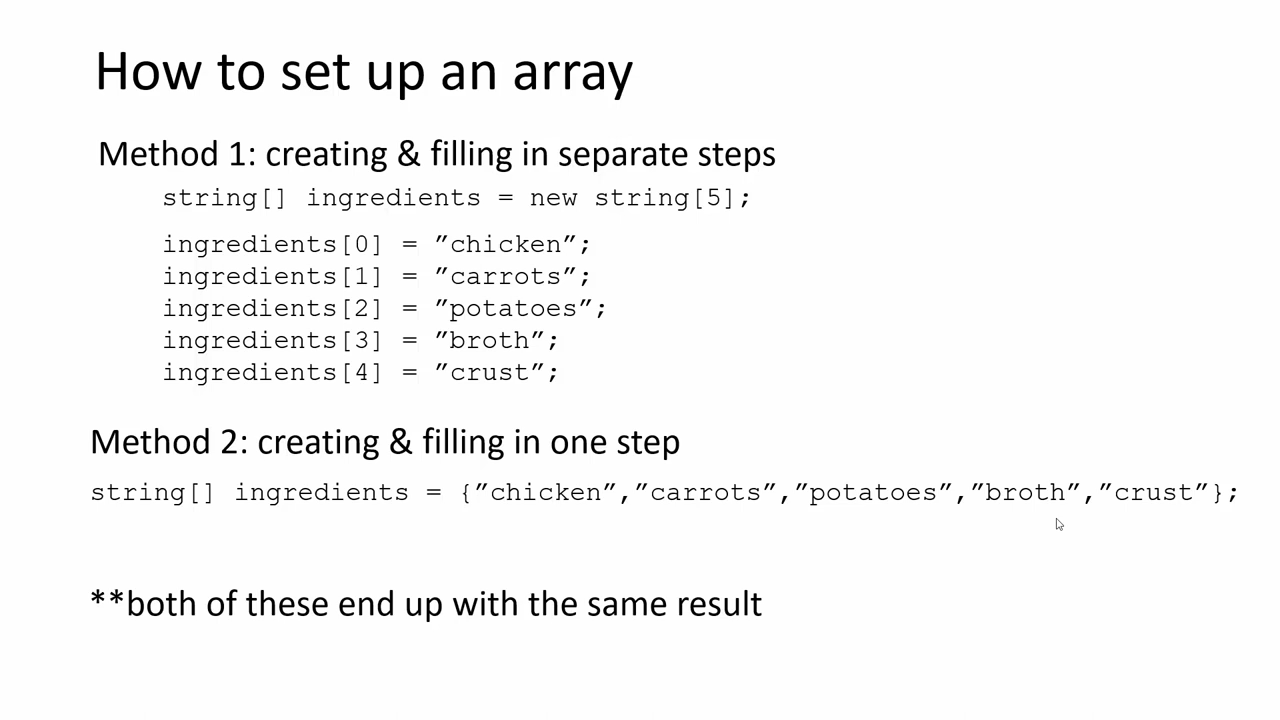 How to set up an array
Method 1: creating & filling in separate steps
string[] ingredients = new string[5];
ingredients[0] = ”chicken”;
ingredients[1] = ”carrots”;
ingredients[2] = ”potatoes”;
ingredients[3] = ”broth”;
ingredients[4] = ”crust”;
Method 2: creating & filling in one step
string[] ingredients = {”chicken”,”carrots”,”potatoes”,”broth”,”crust”};
**both of these end up with the same result